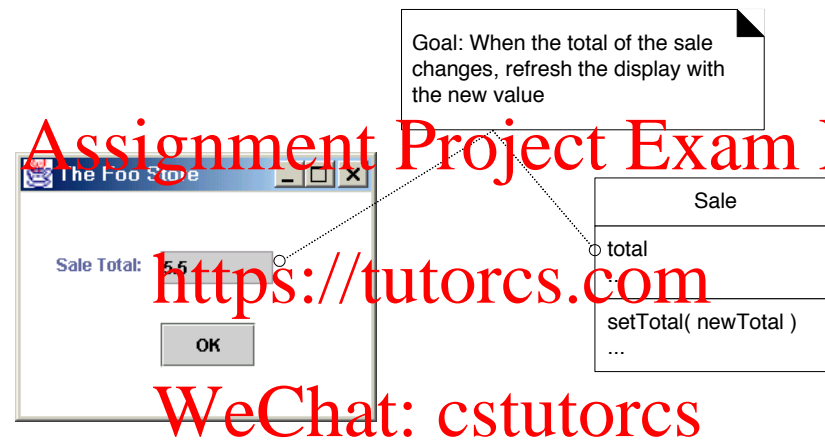 Goal: When the total of the sale
changes, refresh the display with
the new value
Assignment Project Exam
The Foo Store
Sale
Sale Total: 5.5
total
...
https://tutorcs.com
setTotal( newTotal )
...
OK
WeChat: cstutorcs